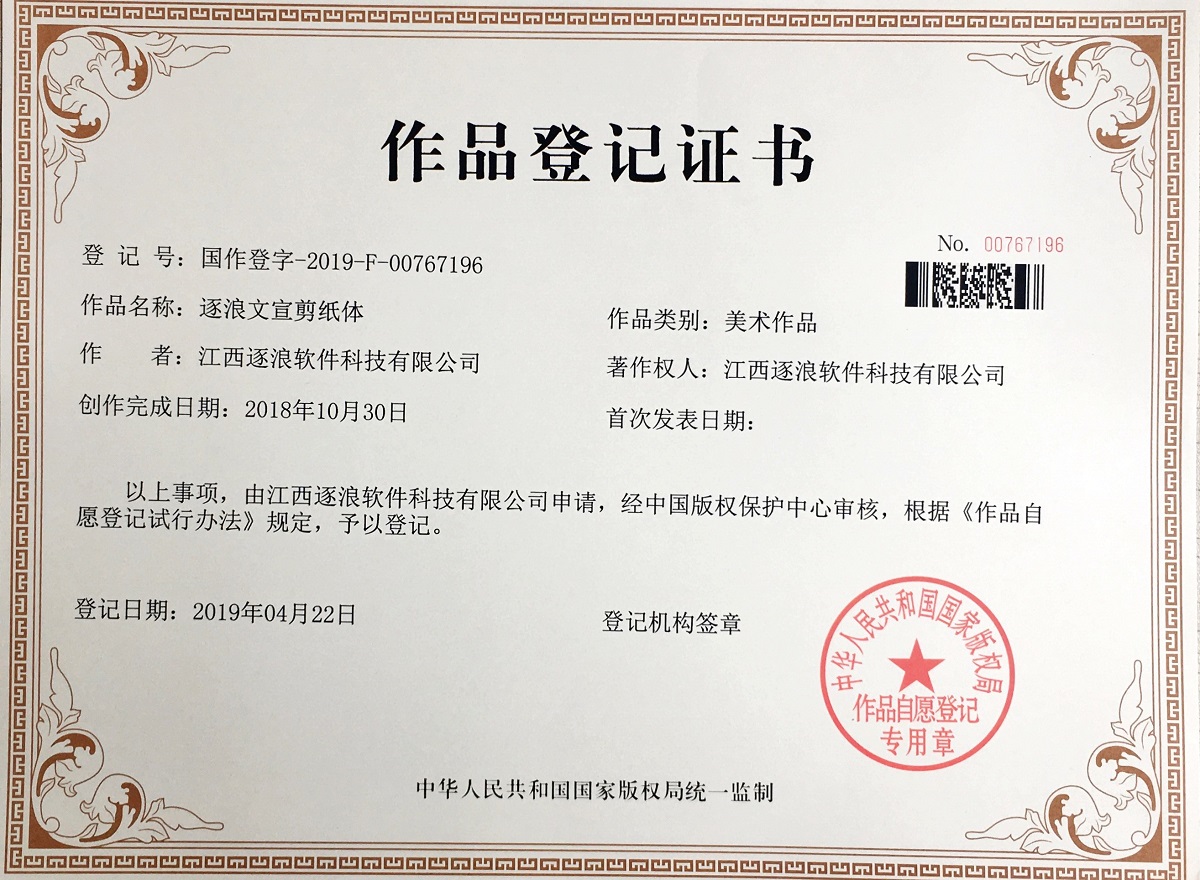 作品登记证书
No. 00767196
登 记 号：国作登字-2019-F-00767196
作品名称：逐浪文宣剪纸体
作品类别：美术作品
作 者：江西逐浪软件科技有限公司
著作权人：江西逐浪软件科技有限公司
创作完成日期：2018年10月30日
首次发表日期：
以上事项，由江西逐浪软件科技有限公司申请，经中国版权保护中心审核，根据《作品自
愿登记试行办法》规定，予以登记。
登记日期：2019年04月22日
登记机构签章
中华人民共和国国家版权局
作品自愿登记
专用章
中华人民共和国国家版权局统一监制